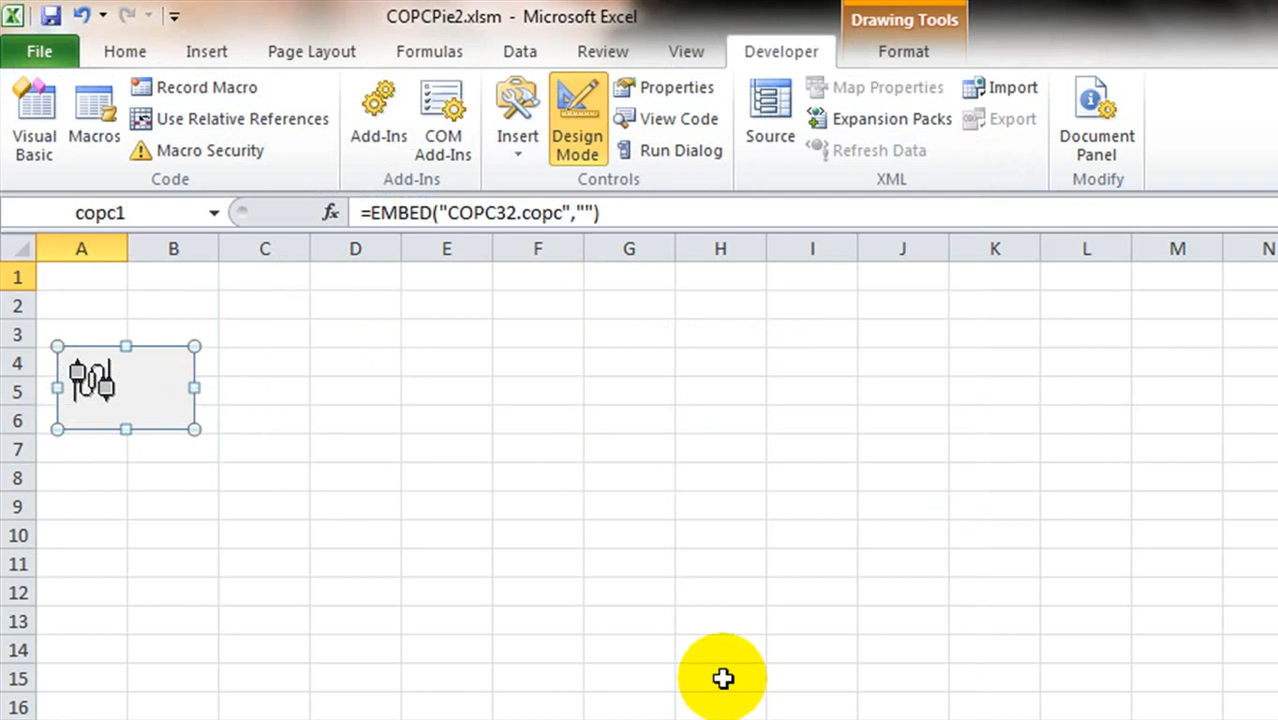 COPCPie2.xlsm - Microsoft Excel
Drawing Tools
File Home Insert Page Layout Formulas Data Review View Developer Format
Visual Basic
Macros
Record Macro
Use Relative References
Macro Security
Code
Add-Ins
COM Add-Ins
Add-Ins
Insert
Design Mode
Properties
View Code
Run Dialog
Controls
Source
Map Properties
Expansion Packs
Refresh Data
Import
Export
XML
Document Panel
Modify
copc1 fx =EMBED("COPC32.copc","")
A B C D E F G H I J K L M N
1
2
3
4
5
6
7
8
9
10
11
12
13
14
15
16